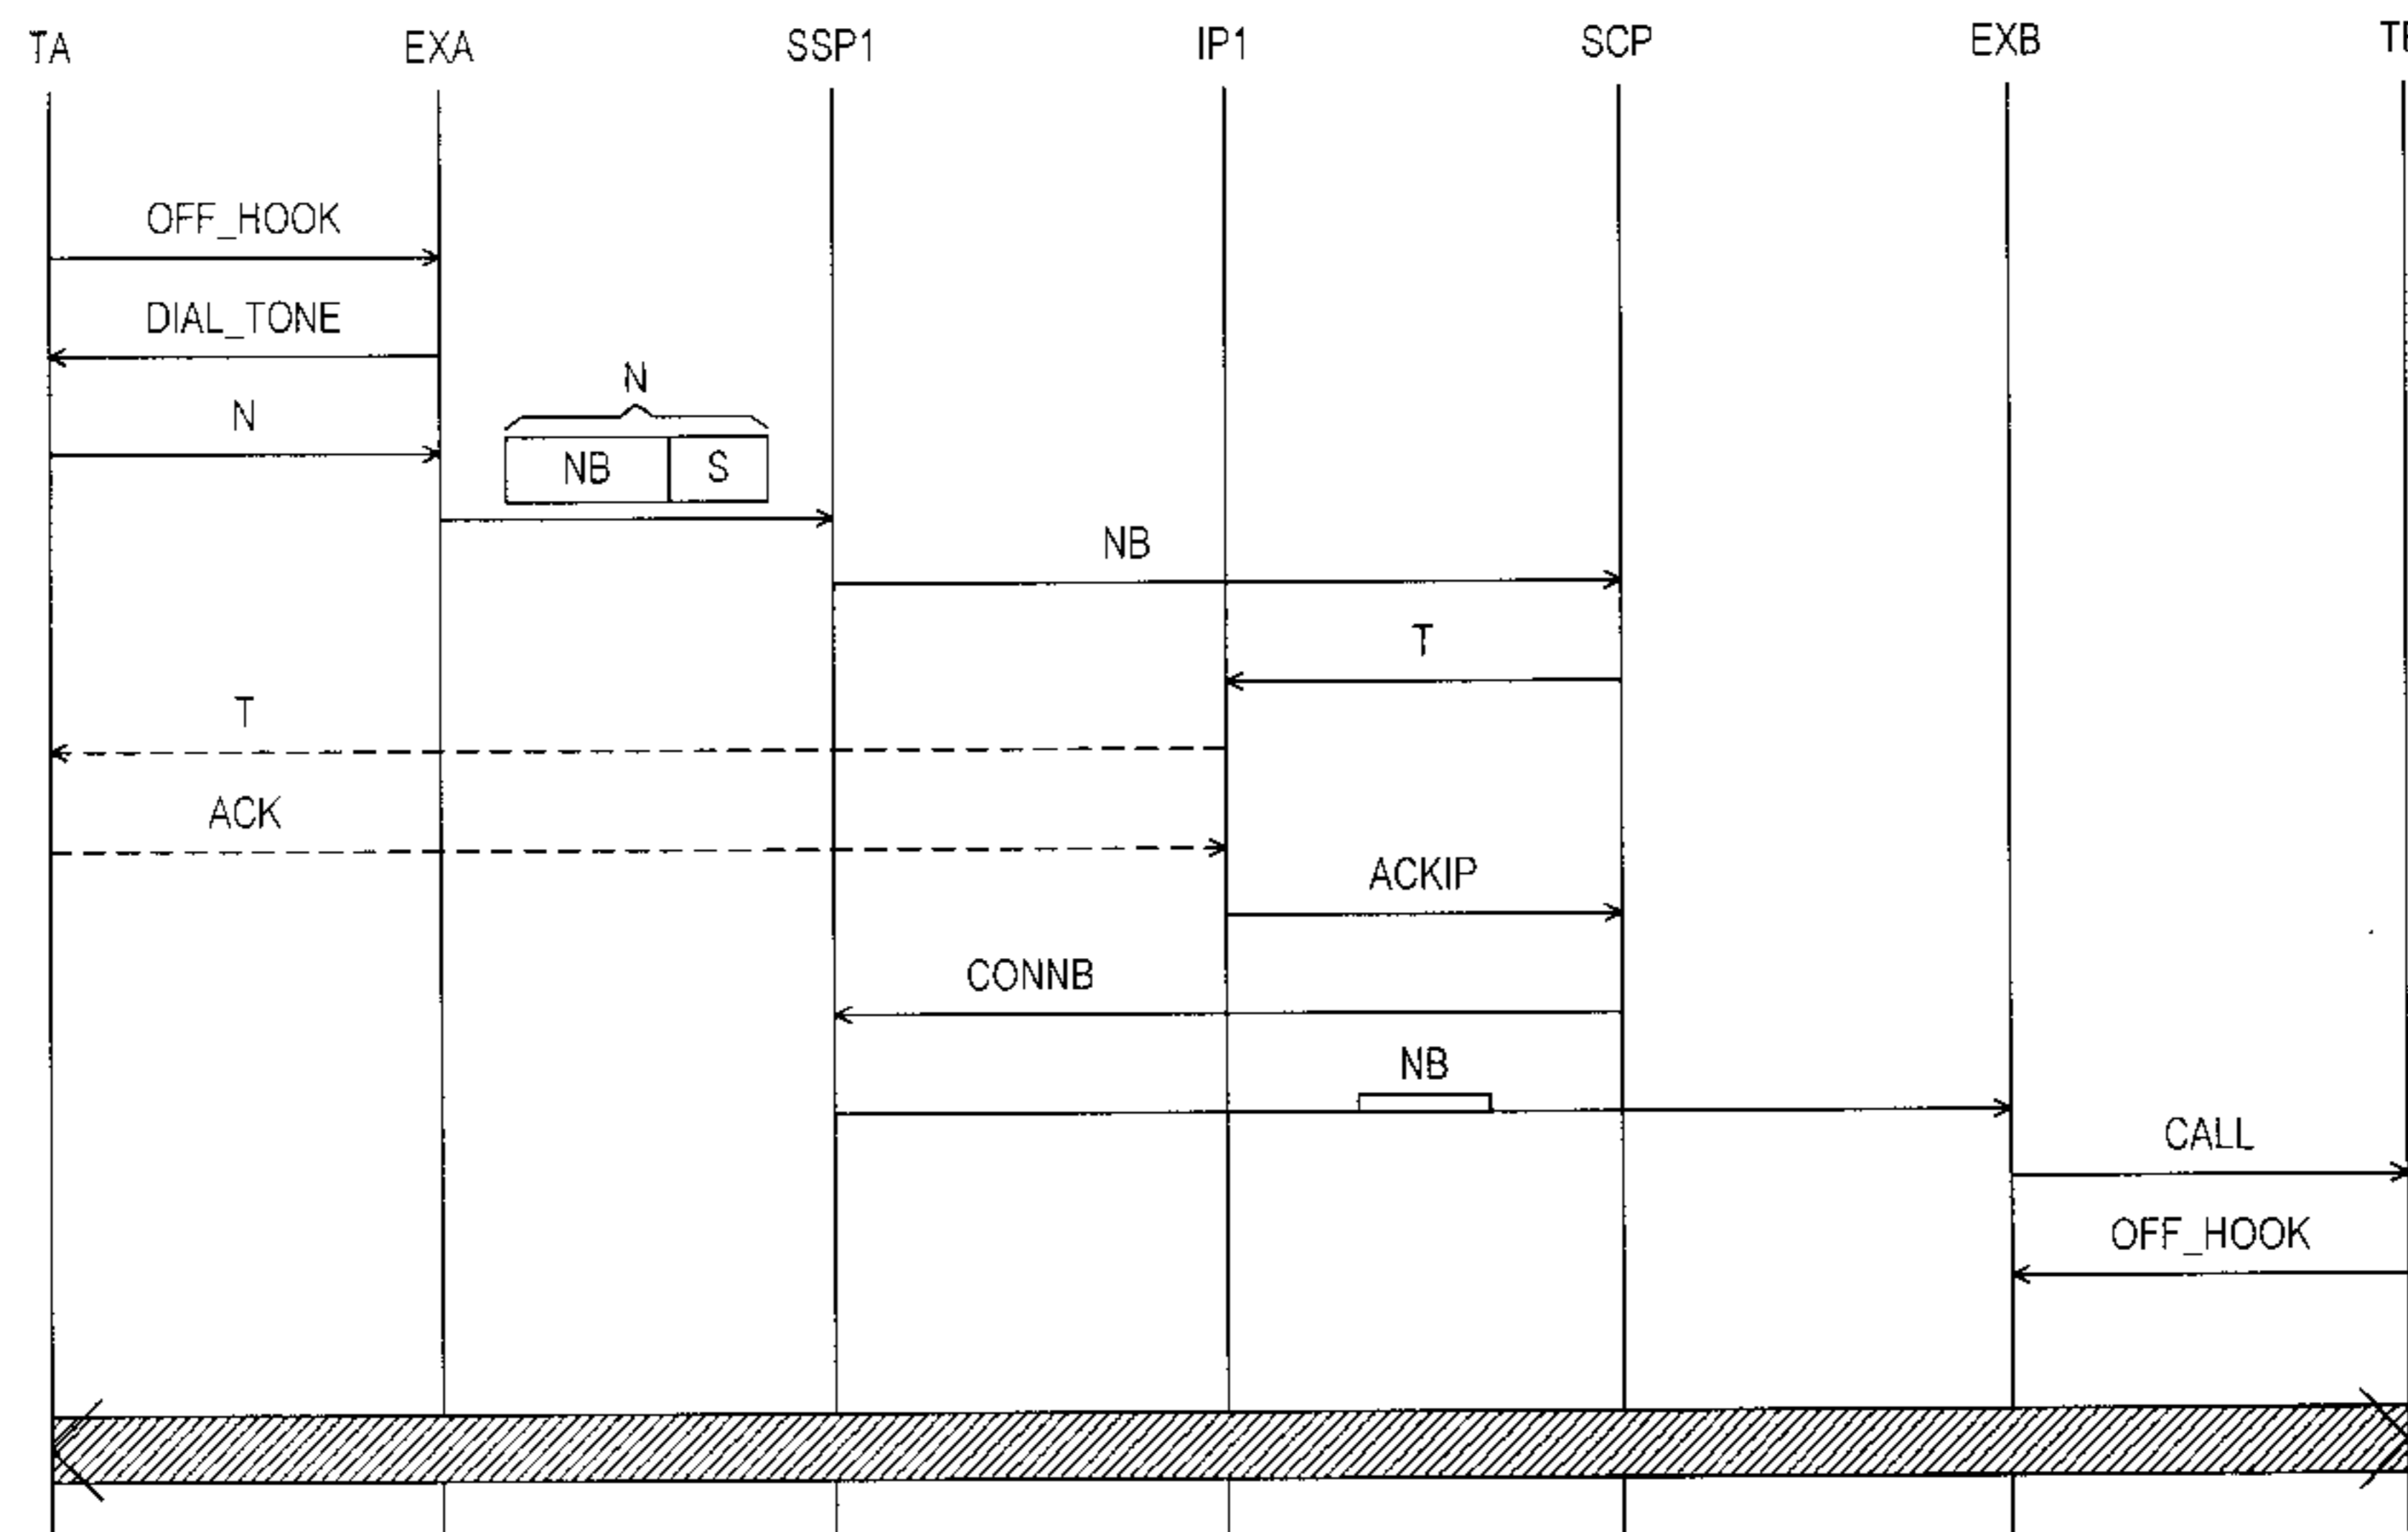 TA EXA SSP1 IP1 SCP EXB
OFF_HOOK
DIAL_TONE
N
N
NB S
NB
T
T
ACK
ACKIP
CONNB
NB
CALL
OFF_HOOK